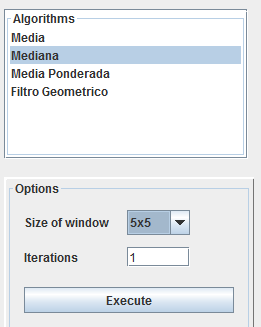 Algorithms
Media
Mediana
Media Ponderada
Filtro Geometrico
Options
Size of window 5x5
Iterations 1
Execute